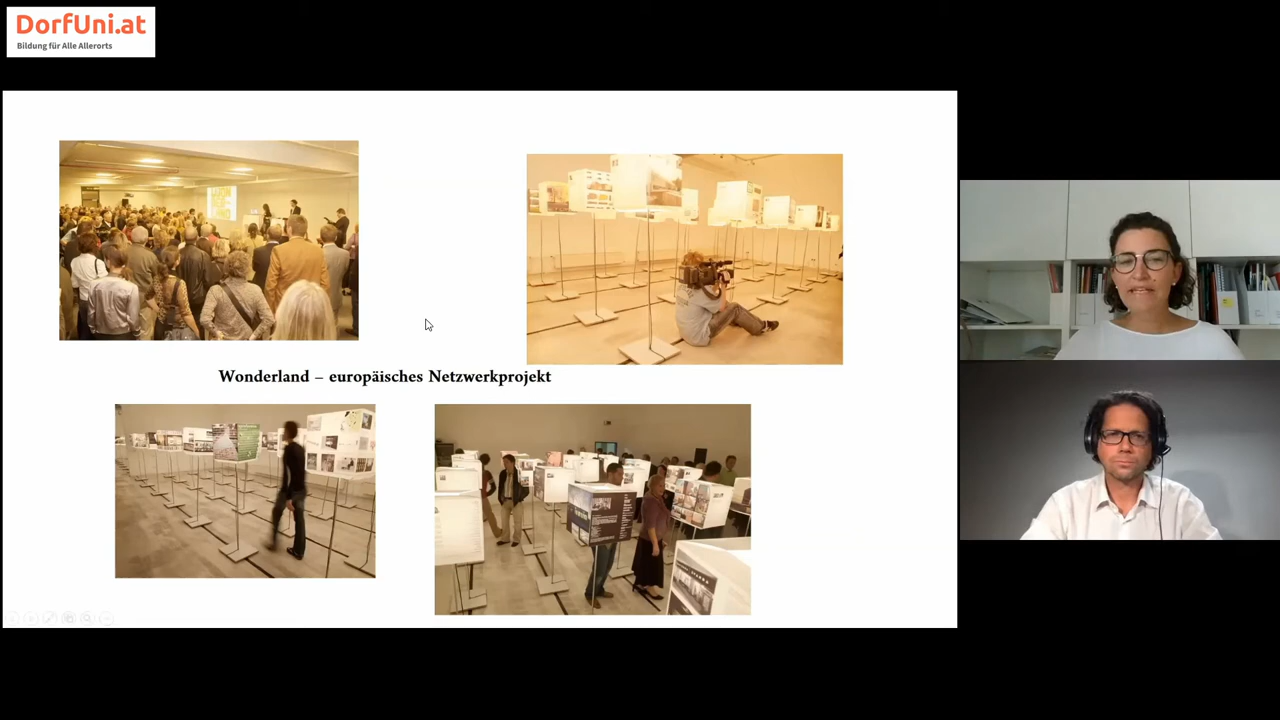 DorfUni.at
Bildung für Alle Allerorts
Wonderland – europäisches Netzwerkprojekt